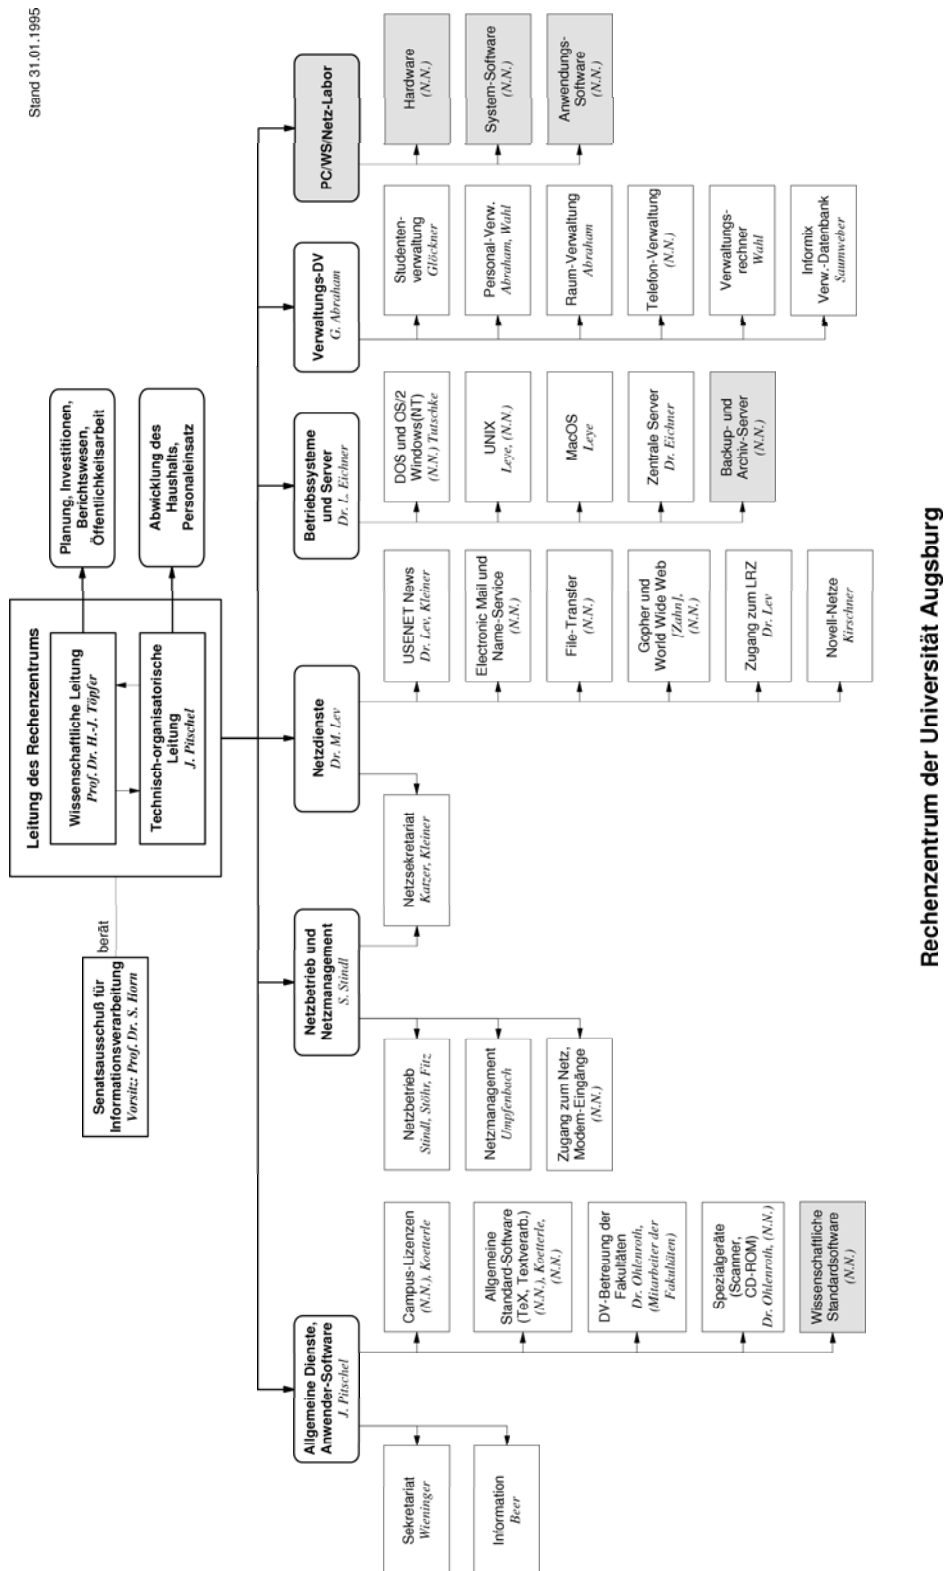 Stand 31.01.1995
Senatsausschuß für
Informationsverarbeitung
Vorsitz: Prof. Dr. S. Horn
berät
Leitung des Rechenzentrums
Wissenschaftliche Leitung
Prof. Dr. H.-J. Töpfer
Technisch-organisatorische
Leitung
J. Pitschel
Planung, Investitionen,
Berichtswesen,
Öffentlichkeitsarbeit
Abwicklung des
Haushalts,
Personaleinsatz
Allgemeine Dienste,
Anwender-Software
J. Pitschel
Sekretariat
Wieninger
Information
Beer
Campus-Lizenzen
(N.N.), Koetterle
Allgemeine
Standard-Software
(TeX, Textverarb.)
(N.N.), Koetterle,
(N.N.)
DV-Betreuung der
Fakultäten
Dr. Ohlenroth,
(Mitarbeiter der
Fakultäten)
Spezialgeräte
(Scanner,
CD-ROM)
Dr. Ohlenroth, (N.N.)
Wissenschaftliche
Standardsoftware
(N.N.)
Netzbetrieb und
Netzmanagement
S. Stindl
Netzbetrieb
Stindl, Stöhr, Fitz
Netzmanagement
Umpfenbach
Zugang zum Netz,
Modem-Eingänge
(N.N.)
Netzsekretariat
Katzer, Kleiner
Netzdienste
Dr. M. Lev
USENET News
Dr. Lev, Kleiner
Electronic Mail und
Name-Service
(N.N.)
File-Transfer
(N.N.)
Gopher und
World Wide Web
[Zahn],
(N.N.)
Zugang zum LRZ
Dr. Lev
Novell-Netze
Kirschner
Betriebssysteme
und Server
Dr. L. Eichner
DOS und OS/2
Windows(NT)
(N.N.) Tutschke
UNIX
Leye, (N.N.)
MacOS
Leye
Zentrale Server
Dr. Eichner
Backup- und
Archiv-Server
(N.N.)
Verwaltungs-DV
G. Abraham
Studenten-
verwaltung
Glöckner
Personal-Verw.
Abraham, Wahl
Raum-Verwaltung
Abraham
Telefon-Verwaltung
(N.N.)
Verwaltungs-
rechner
Wahl
Informix
Verw.-Datenbank
Saumweber
PC/WS/Netz-Labor
Hardware
(N.N.)
System-Software
(N.N.)
Anwendungs-
Software
(N.N.)
Rechenzentrum der Universität Augsburg